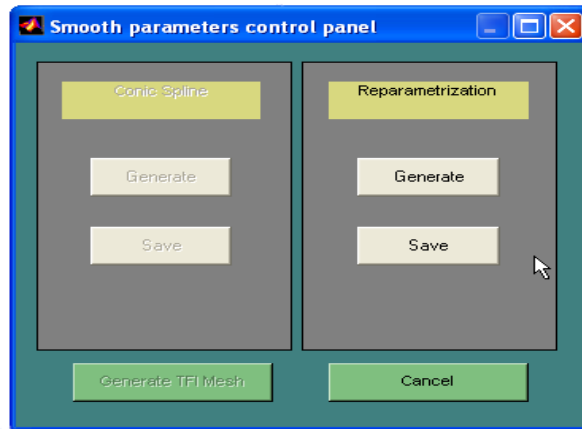 Smooth parameters control panel
Conic Spline
Generate
Save
Reparametrization
Generate
Save
Generate TFI Mesh
Cancel